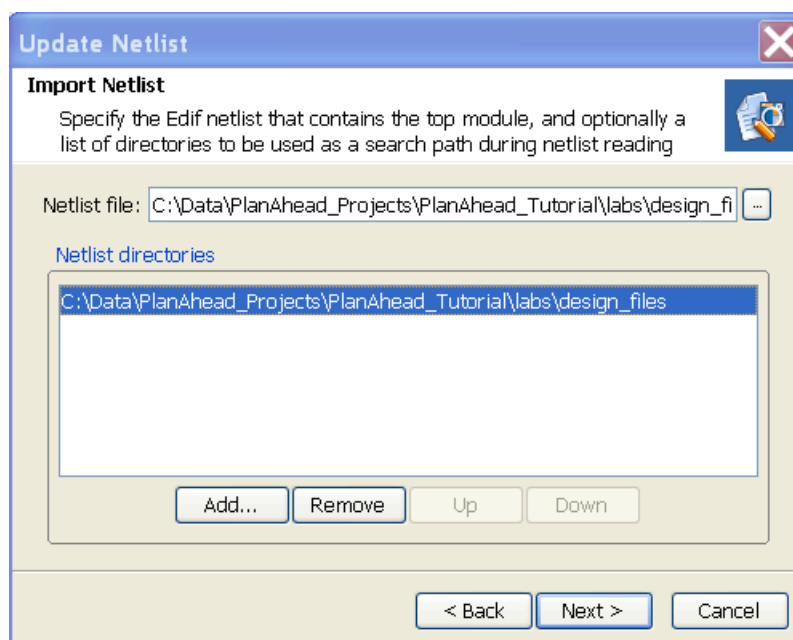 Update Netlist
Import Netlist
Specify the Edif netlist that contains the top module, and optionally a
list of directories to be used as a search path during netlist reading
Netlist file: C:\Data\PlanAhead_Projects\PlanAhead_Tutorial\labs\design_fi ...
Netlist directories
C:\Data\PlanAhead_Projects\PlanAhead_Tutorial\labs\design_files
Add... Remove Up Down
< Back Next > Cancel